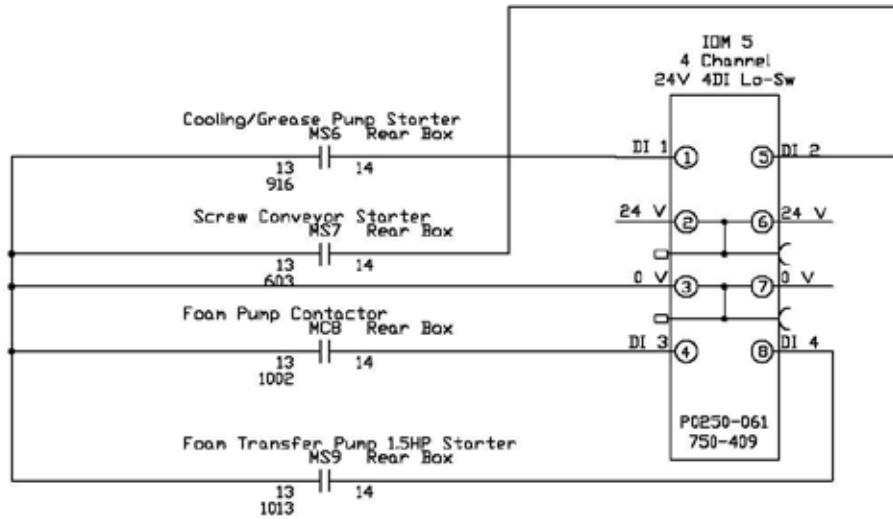 IOM 5
4 Channel
24V 4DI Lo-Sw
Cooling/Grease Pump Starter
MS6 Rear Box
13 14
916
DI 1 1 5 DI 2
Screw Conveyor Starter
MS7 Rear Box
13 14
603
24 V 2 6 24 V
0 V 3 7 0 V
Foam Pump Contactor
MC8 Rear Box
13 14
1002
DI 3 4 8 DI 4
P0250-061
750-409
Foam Transfer Pump 1.5HP Starter
MS9 Rear Box
13 14
1013